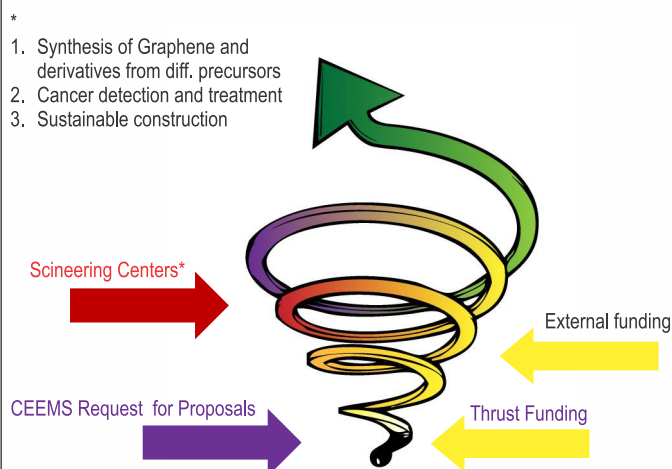 *
1. Synthesis of Graphene and
derivatives from diff. precursors
2. Cancer detection and treatment
3. Sustainable construction
Scineering Centers*
External funding
CEEMS Request for Proposals
Thrust Funding